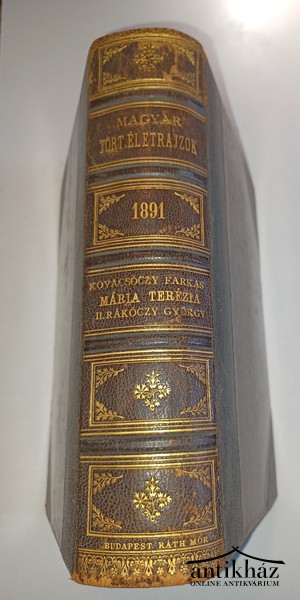 MAGYAR
TÖRT. ÉLETRAJZOK
1891
KOVACSÓCZY FARKAS
MÁRIA TERÉZIA
II. RÁKÓCZY GYÖRGY
BUDAPEST RÁTH MÓR
antikház
ONLINE ANTIKVÁRIUM